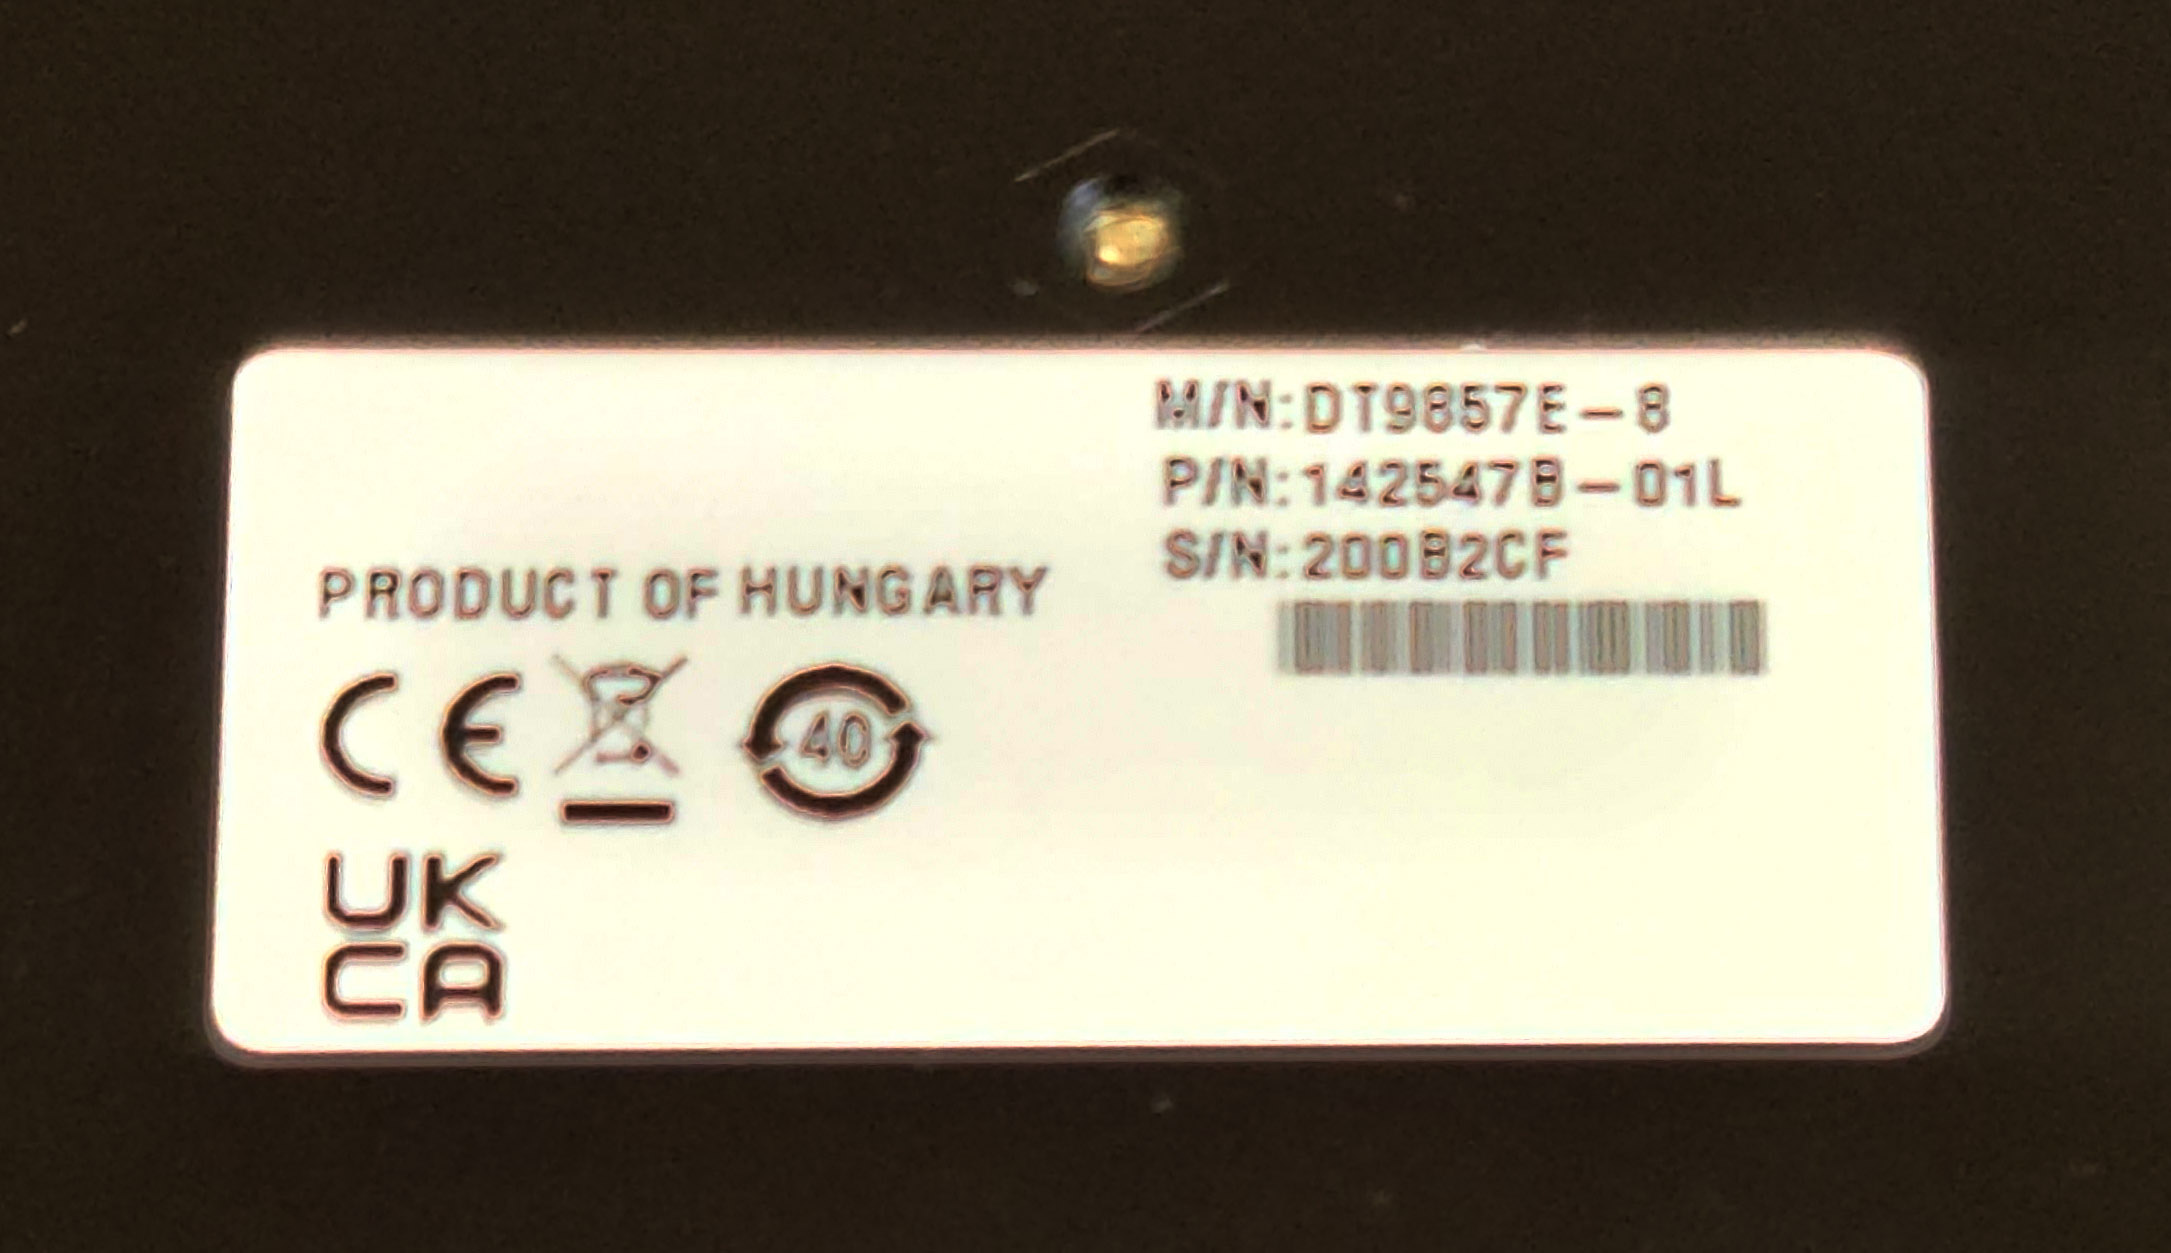 M/N:DT9857E-8
P/N:142547B-01L
S/N:200B2CF
PRODUCT OF HUNGARY
CE
40
UK
CA